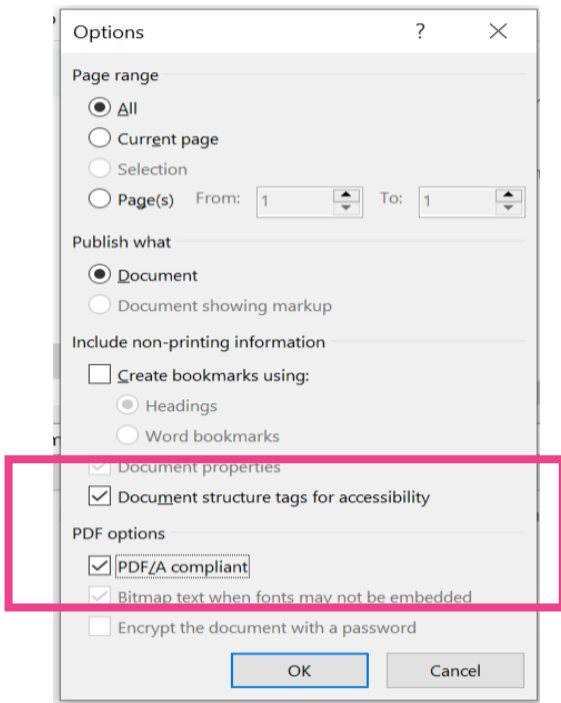 Options ?
Page range
All
Current page
Selection
Page(s) From: 1 To: 1
Publish what
Document
Document showing markup
Include non-printing information
Create bookmarks using:
Headings
Word bookmarks
Document properties
Document structure tags for accessibility
PDF options
PDF/A compliant
Bitmap text when fonts may not be embedded
Encrypt the document with a password
OK Cancel